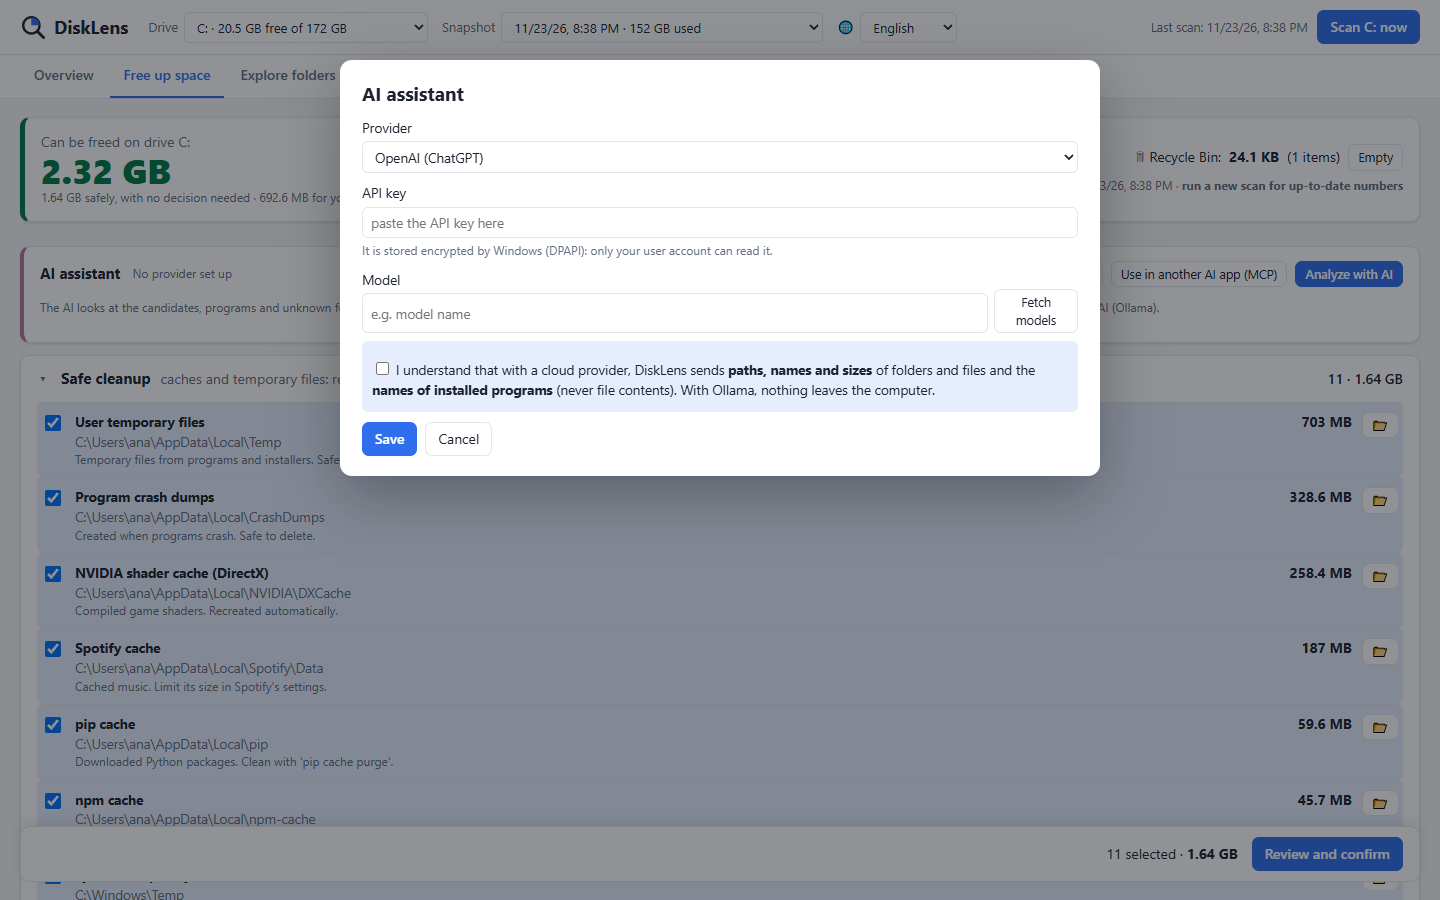 DiskLens Drive C: · 20.5 GB free of 172 GB Snapshot 11/23/26, 8:38 PM · 152 GB used English Last scan: 11/23/26, 8:38 PM Scan C: now
Overview Free up space Explore folders
AI assistant
Provider
OpenAI (ChatGPT)
API key
paste the API key here
It is stored encrypted by Windows (DPAPI): only your user account can read it.
Model
e.g. model name
Fetch
models
I understand that with a cloud provider, DiskLens sends paths, names and sizes of folders and files and the
names of installed programs (never file contents). With Ollama, nothing leaves the computer.
Save Cancel
Can be freed on drive C:
2.32 GB
1.64 GB safely, with no decision needed · 692.6 MB for
Recycle Bin: 24.1 KB (1 items) Empty
3/26, 8:38 PM · run a new scan for up-to-date numbers
AI assistant No provider set up
Use in another AI app (MCP) Analyze with AI
The AI looks at the candidates, programs and unknown
(Ollama).
Safe cleanup caches and temporary files:
11 · 1.64 GB
User temporary files 703 MB
C:\Users\ana\AppData\Local\Temp
Temporary files from programs and installers. Safe
Program crash dumps 328.6 MB
C:\Users\ana\AppData\Local\CrashDumps
Created when programs crash. Safe to delete.
NVIDIA shader cache (DirectX) 258.4 MB
C:\Users\ana\AppData\Local\NVIDIA\DXCache
Compiled game shaders. Recreated automatically.
Spotify cache 187 MB
C:\Users\ana\AppData\Local\Spotify\Data
Cached music. Limit its size in Spotify's settings.
pip cache 59.6 MB
C:\Users\ana\AppData\Local\pip
Downloaded Python packages. Clean with 'pip cache purge'.
npm cache 45.7 MB
C:\Users\ana\AppData\Local\npm-cache
11 selected · 1.64 GB Review and confirm
C:\Windows\Temp